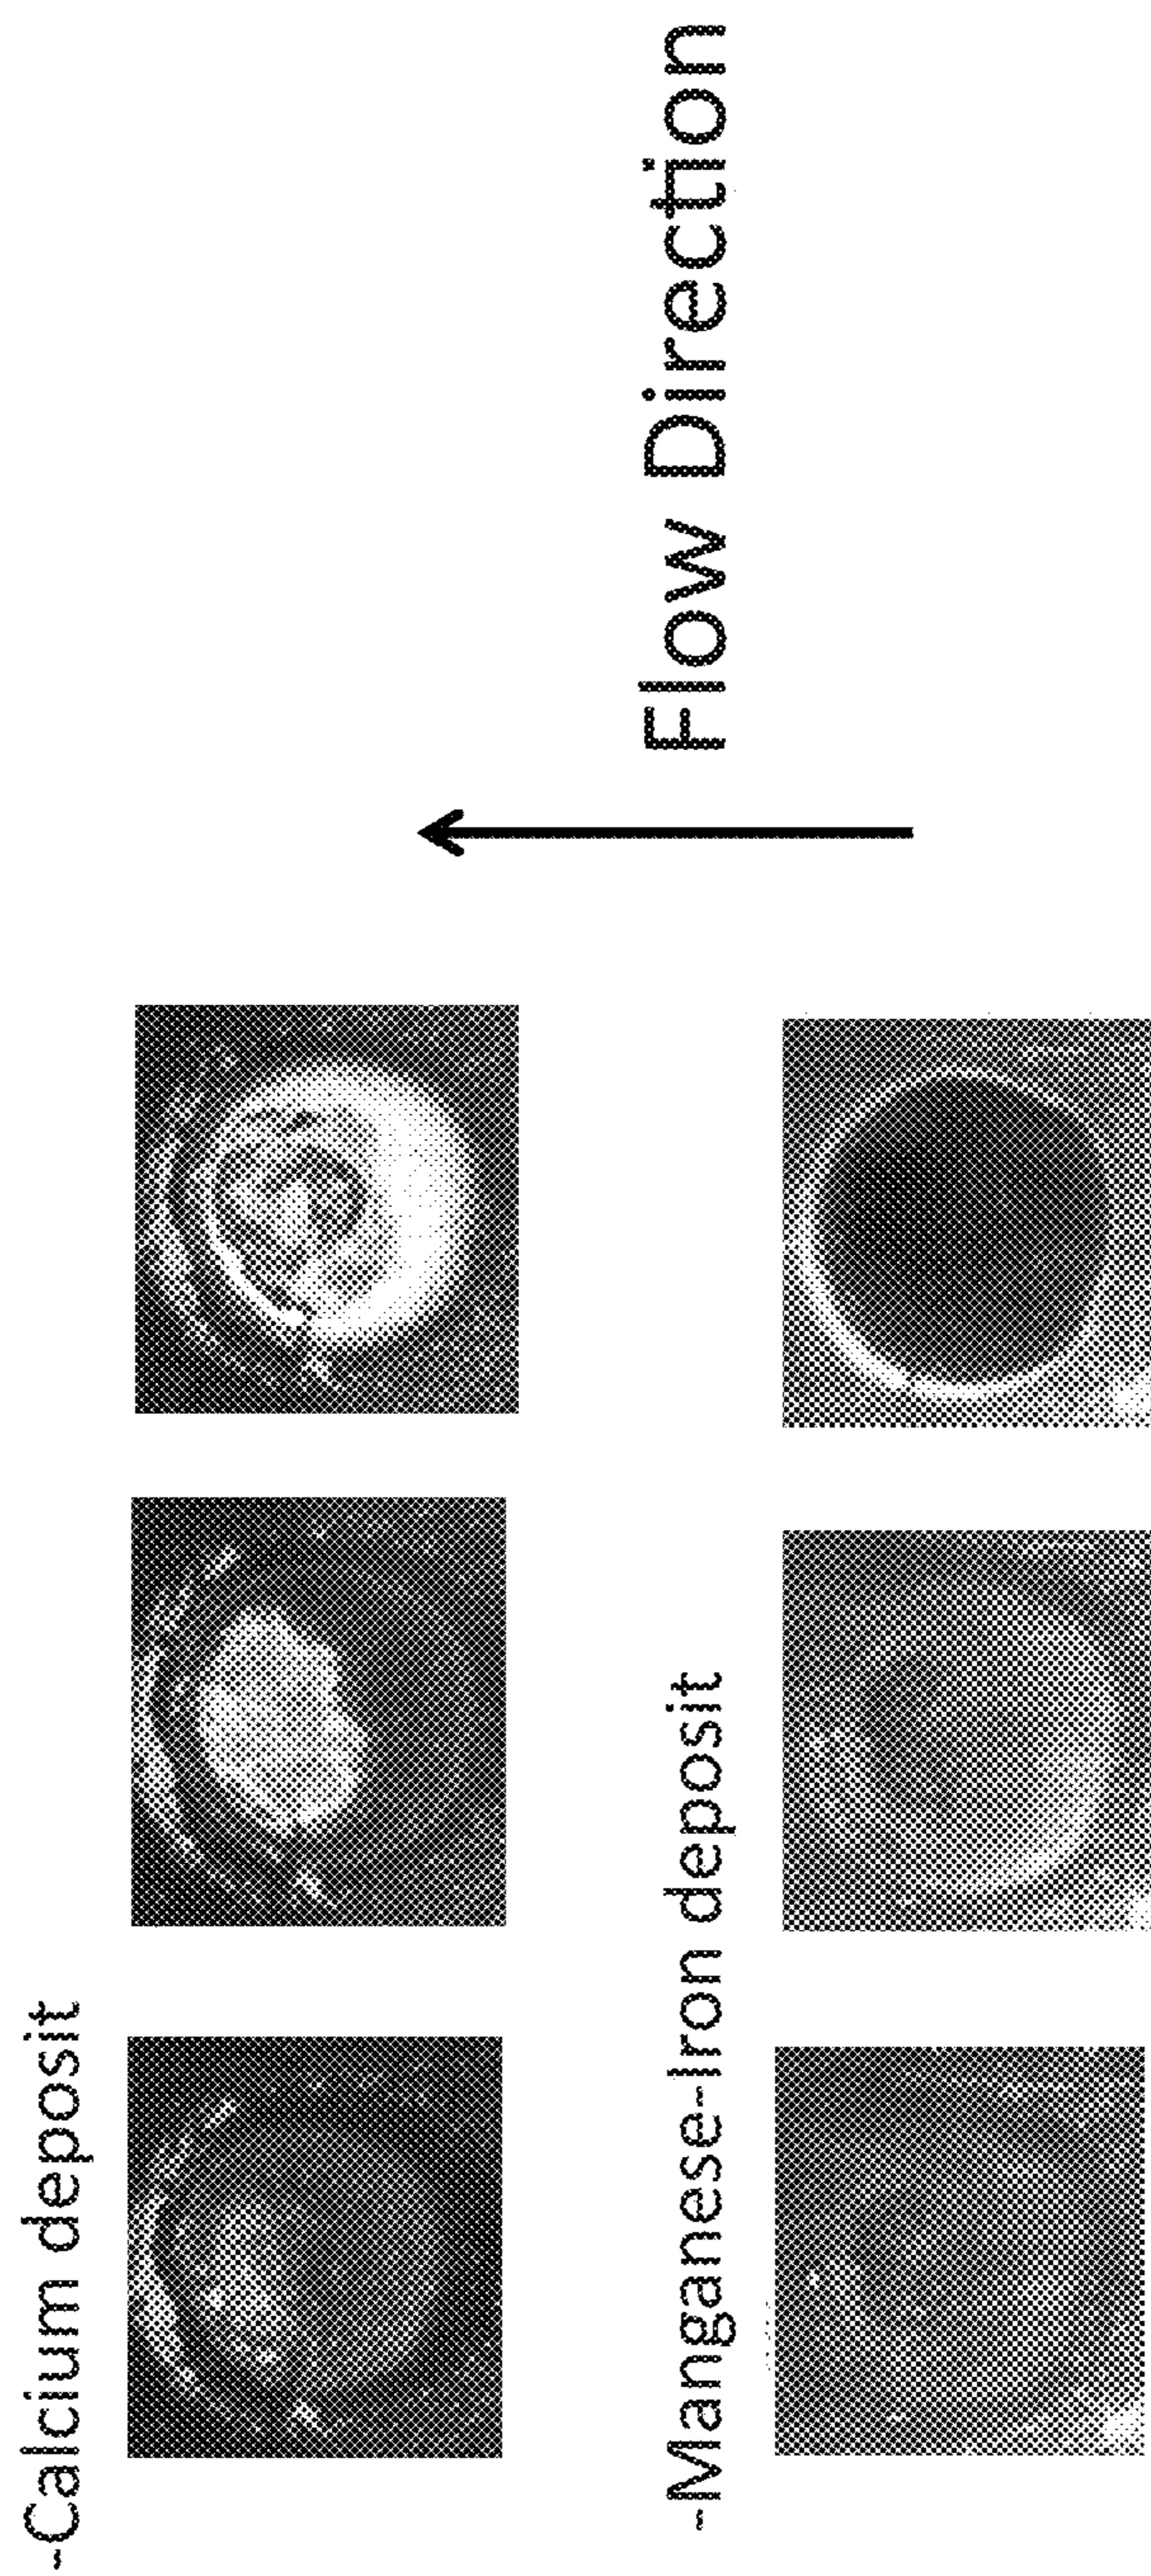 -Calcium deposit
-Manganese-Iron deposit
Flow Direction